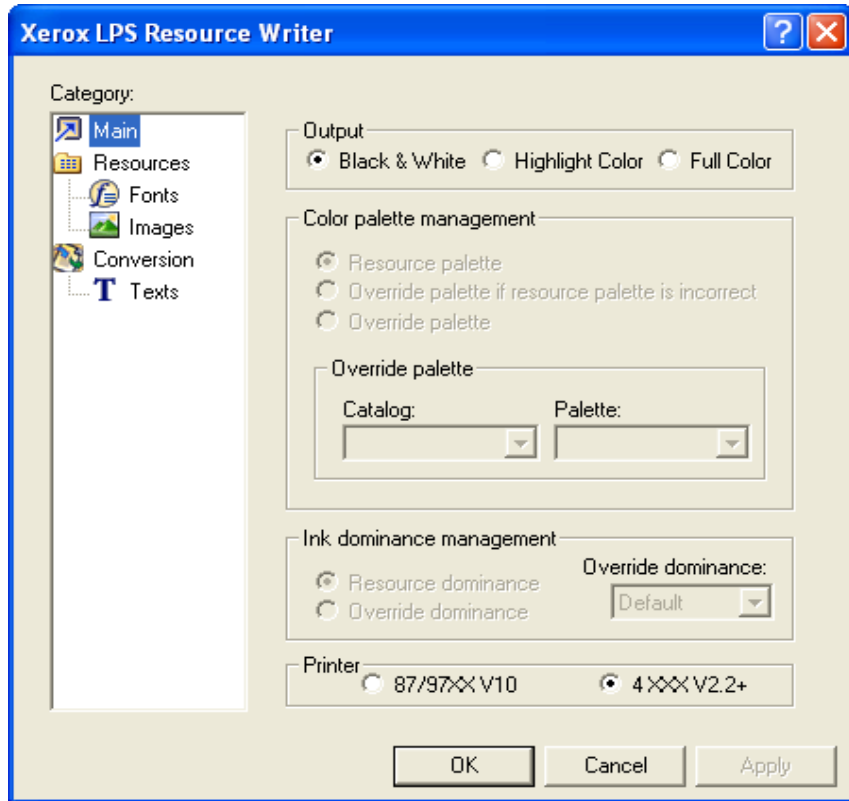 Xerox LPS Resource Writer
Category:
Main
Resources
Fonts
Images
Conversion
Texts
Output
Black & White Highlight Color Full Color
Color palette management
Resource palette
Override palette if resource palette is incorrect
Override palette
Override palette
Catalog: Palette:
Ink dominance management
Resource dominance
Override dominance
Override dominance:
Default
Printer
87/97XX V10 4XXX V2.2+
OK Cancel Apply